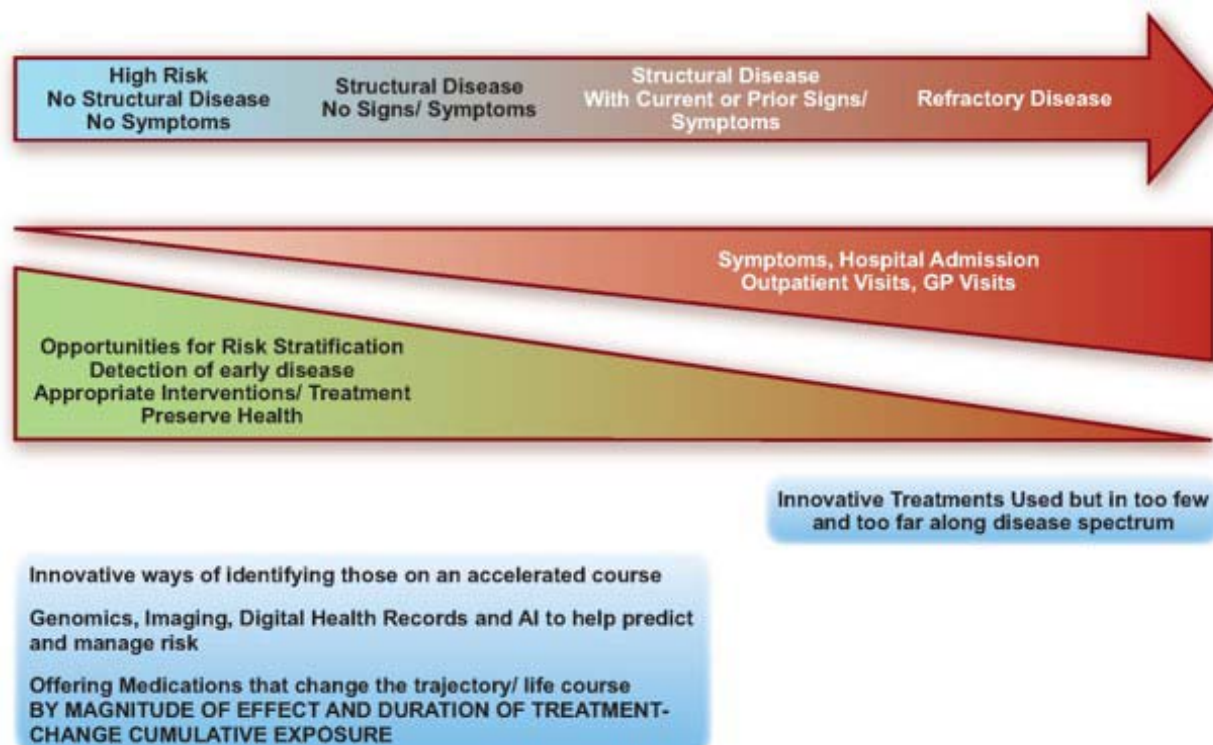 High Risk
No Structural Disease
No Symptoms
Structural Disease
No Signs/ Symptoms
Structural Disease
With Current or Prior Signs/
Symptoms
Refractory Disease
Symptoms, Hospital Admission
Outpatient Visits, GP Visits
Opportunities for Risk Stratification
Detection of early disease
Appropriate Interventions/ Treatment
Preserve Health
Innovative Treatments Used but in too few
and too far along disease spectrum
Innovative ways of identifying those on an accelerated course
Genomics, Imaging, Digital Health Records and AI to help predict
and manage risk
Offering Medications that change the trajectory/ life course
BY MAGNITUDE OF EFFECT AND DURATION OF TREATMENT-
CHANGE CUMULATIVE EXPOSURE